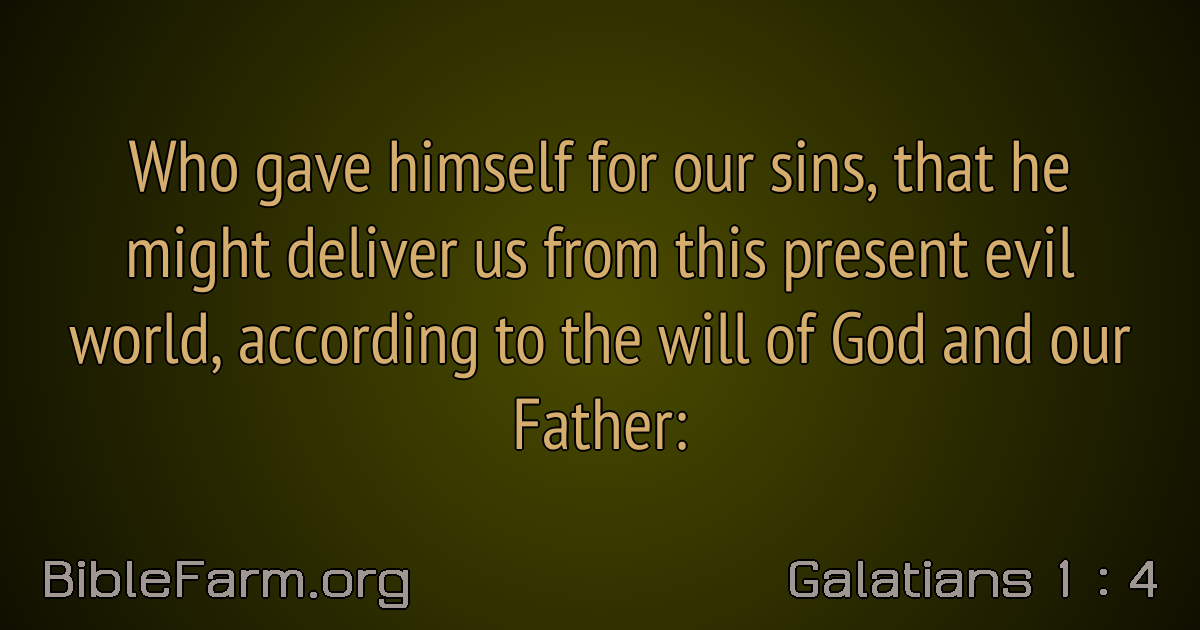 Who gave himself for our sins, that he
might deliver us from this present evil
world, according to the will of God and our
Father:
BibleFarm.org
Galatians 1 : 4